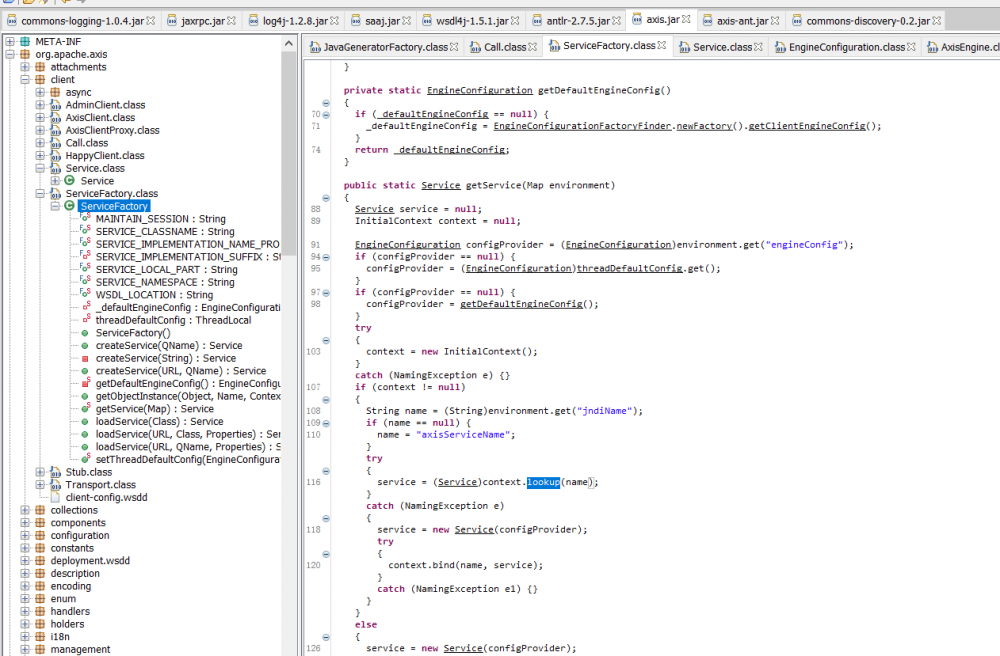 commons-logging-1.0.4.jar
jaxrpc.jar
log4j-1.2.8.jar
saaj.jar
wsdl4j-1.5.1.jar
antlr-2.7.5.jar
axis.jar
axis-ant.jar
commons-discovery-0.2.jar
META-INF
org.apache.axis
attachments
client
async
AdminClient.class
AxisClient.class
AxisClientProxy.class
Call.class
HappyClient.class
Service.class
Service
ServiceFactory.class
ServiceFactory
MAINTAIN_SESSION : String
SERVICE_CLASSNAME : String
SERVICE_IMPLEMENTATION_NAME_PRO
SERVICE_IMPLEMENTATION_SUFFIX : St
SERVICE_LOCAL_PART : String
SERVICE_NAMESPACE : String
WSDL_LOCATION : String
_defaultEngineConfig : EngineConfigurati
threadDefaultConfig : ThreadLocal
ServiceFactory()
createService(QName) : Service
createService(String) : Service
createService(URL, QName) : Service
getDefaultEngineConfig() : EngineConfigu
getObjectInstance(Object, Name, Contex
getService(Map) : Service
loadService(Class) : Service
loadService(URL, Class, Properties) : Ser
loadService(URL, QName, Properties) : S
setThreadDefaultConfig(EngineConfigura
Stub.class
Transport.class
client-config.wsdd
collections
components
configuration
constants
deployment.wsdd
description
encoding
enum
handlers
holders
i18n
management
JavaGeneratorFactory.class
Call.class
ServiceFactory.class
Service.class
EngineConfiguration.class
AxisEngine.cl
}
private static EngineConfiguration getDefaultEngineConfig()
{
70 if (_defaultEngineConfig == null) {
71 _defaultEngineConfig = EngineConfigurationFactoryFinder.newFactory().getClientEngineConfig();
}
74 return _defaultEngineConfig;
}
public static Service getService(Map environment)
{
88 Service service = null;
89 InitialContext context = null;
91 EngineConfiguration configProvider = (EngineConfiguration)environment.get("engineConfig");
94 if (configProvider == null) {
95 configProvider = (EngineConfiguration)threadDefaultConfig.get();
}
97 if (configProvider == null) {
98 configProvider = getDefaultEngineConfig();
}
try
{
103 context = new InitialContext();
}
catch (NamingException e) {}
107 if (context != null)
{
108 String name = (String)environment.get("jndiName");
109 if (name == null) {
110 name = "axisServiceName";
}
try
{
116 service = (Service)context.lookup(name);
}
catch (NamingException e)
{
118 service = new Service(configProvider);
try
{
120 context.bind(name, service);
}
catch (NamingException e1) {}
}
}
else
{
126 service = new Service(configProvider);